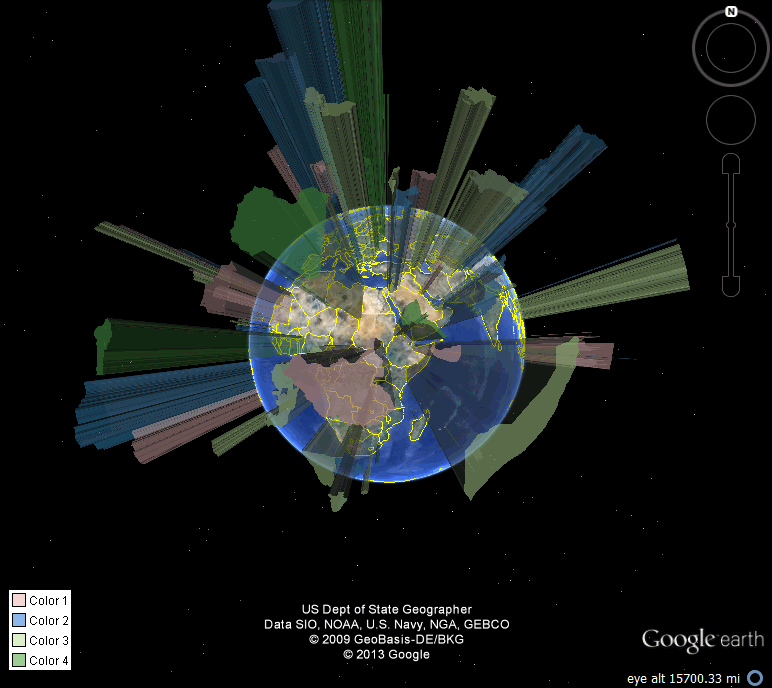 N
Color 1
Color 2
Color 3
Color 4
US Dept of State Geographer
Data SIO, NOAA, U.S. Navy, NGA, GEBCO
© 2009 GeoBasis-DE/BKG
© 2013 Google
Google earth
eye alt 15700.33 mi